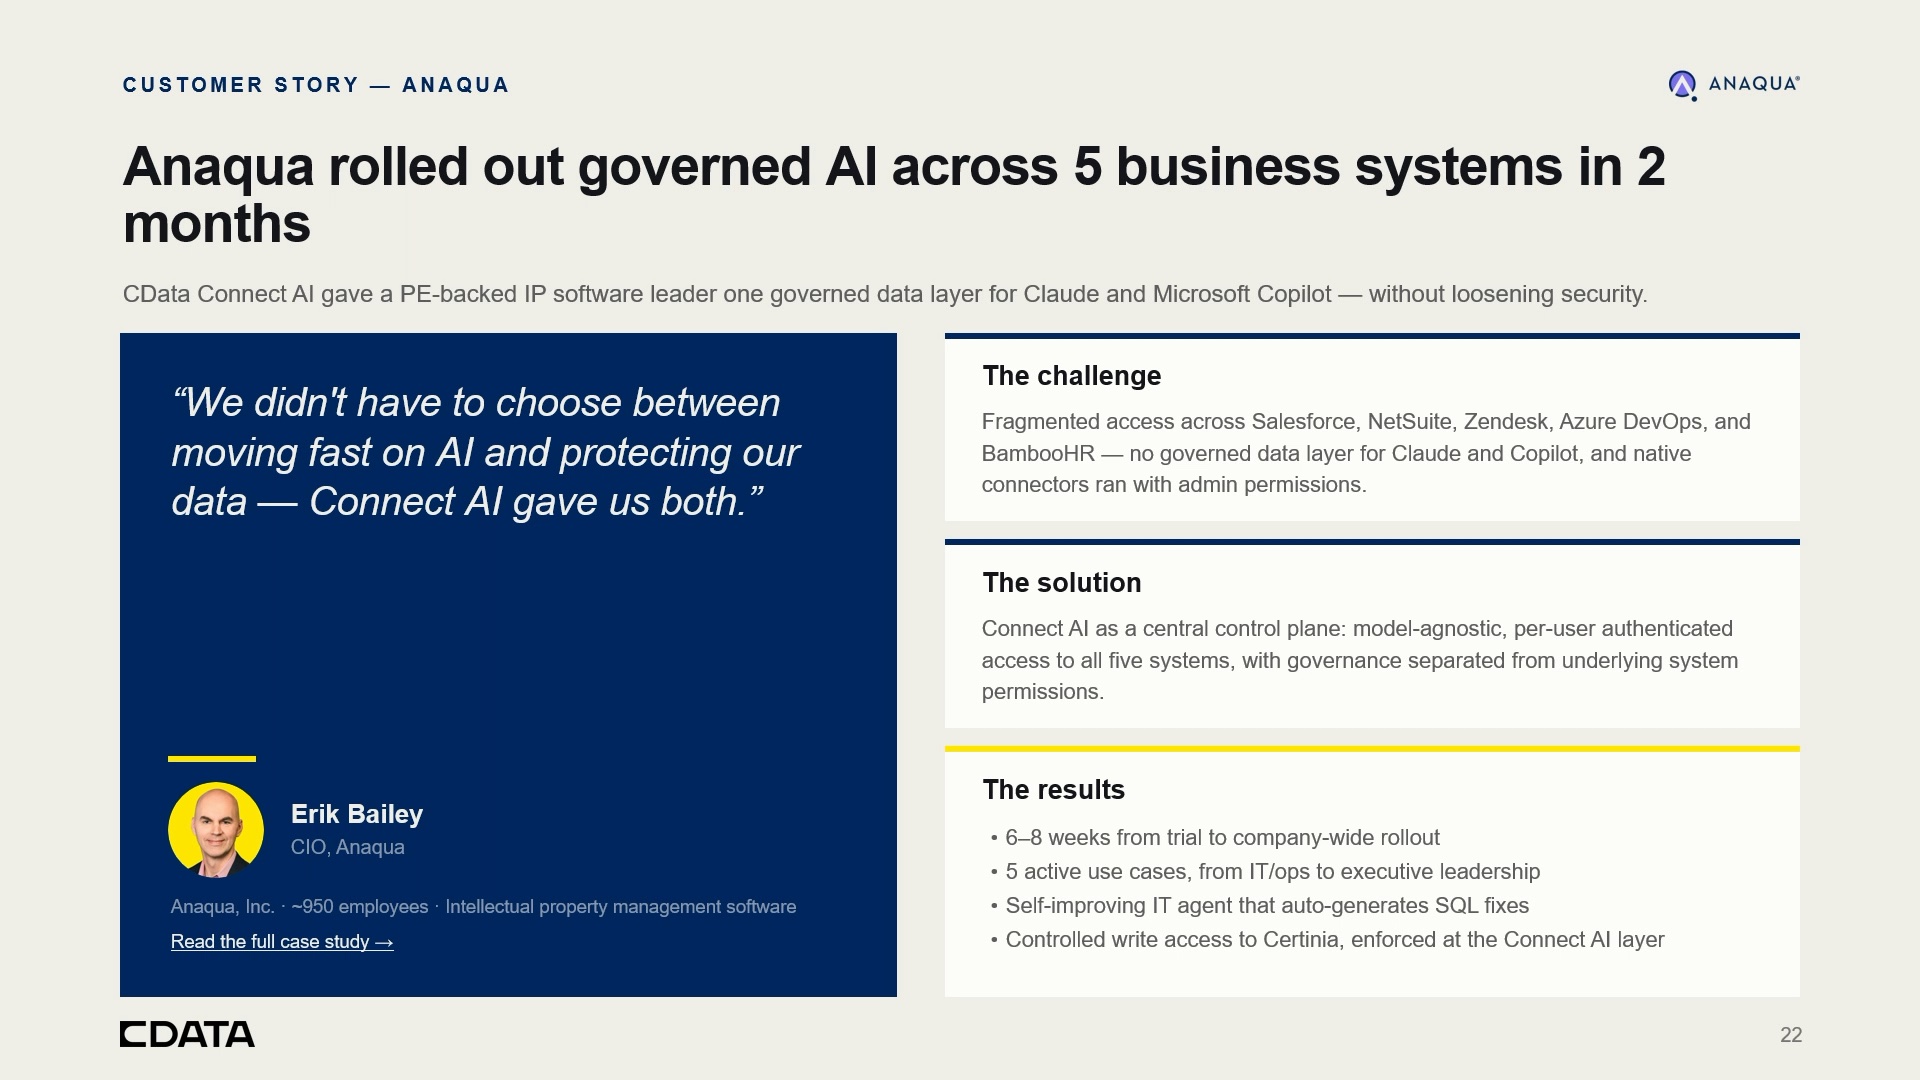 CUSTOMER STORY — ANAQUA
ANAQUA®
Anaqua rolled out governed AI across 5 business systems in 2
months
CData Connect AI gave a PE-backed IP software leader one governed data layer for Claude and Microsoft Copilot — without loosening security.
“We didn't have to choose between
moving fast on AI and protecting our
data — Connect AI gave us both.”
Erik Bailey
CIO, Anaqua
Anaqua, Inc. · ~950 employees · Intellectual property management software
Read the full case study →
The challenge
Fragmented access across Salesforce, NetSuite, Zendesk, Azure DevOps, and
BambooHR — no governed data layer for Claude and Copilot, and native
connectors ran with admin permissions.
The solution
Connect AI as a central control plane: model-agnostic, per-user authenticated
access to all five systems, with governance separated from underlying system
permissions.
The results
• 6–8 weeks from trial to company-wide rollout
• 5 active use cases, from IT/ops to executive leadership
• Self-improving IT agent that auto-generates SQL fixes
• Controlled write access to Certinia, enforced at the Connect AI layer
CDATA
22